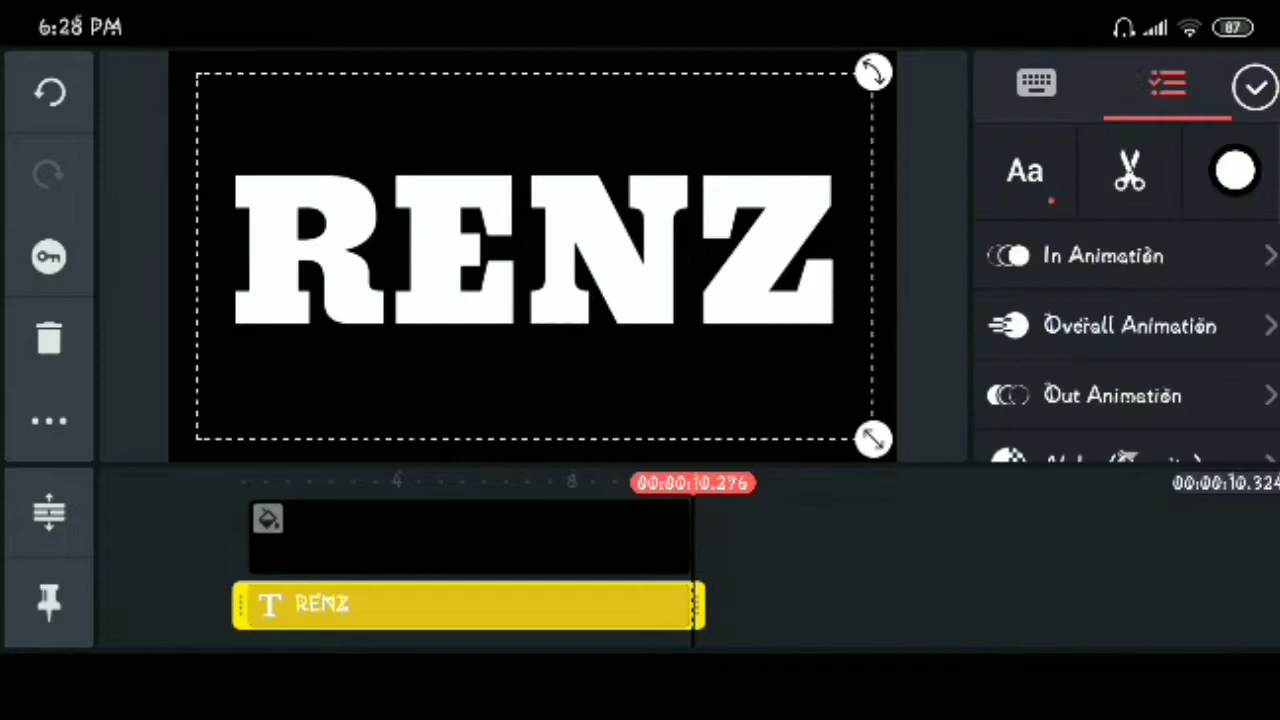 6:28 PM
87
RENZ
Aa
In Animation
Overall Animation
Out Animation
4
8
00:00:10.276
00:00:10.324
RENZ